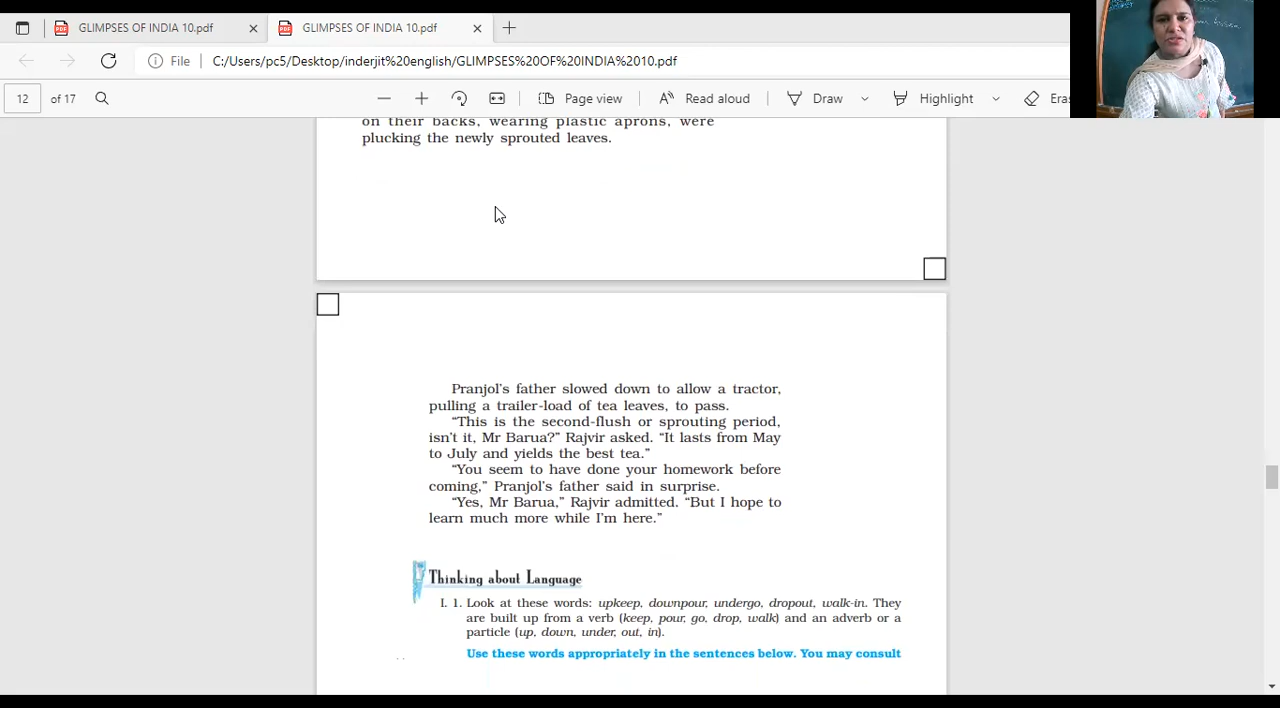 GLIMPSES OF INDIA 10.pdf
GLIMPSES OF INDIA 10.pdf
File
C:/Users/pc5/Desktop/inderjit%20english/GLIMPSES%20OF%20INDIA%2010.pdf
12 of 17
Page view
Read aloud
Draw
Highlight
Eras
on their backs, wearing plastic aprons, were
plucking the newly sprouted leaves.
Pranjol's father slowed down to allow a tractor,
pulling a trailer-load of tea leaves, to pass.
“This is the second-flush or sprouting period,
isn't it, Mr Barua?” Rajvir asked. “It lasts from May
to July and yields the best tea.”
“You seem to have done your homework before
coming,” Pranjol's father said in surprise.
“Yes, Mr Barua,” Rajvir admitted. “But I hope to
learn much more while I'm here.”
Thinking about Language
I. 1. Look at these words: upkeep, downpour, undergo, dropout, walk-in. They
are built up from a verb (keep, pour, go, drop, walk) and an adverb or a
particle (up, down, under, out, in).
Use these words appropriately in the sentences below. You may consult